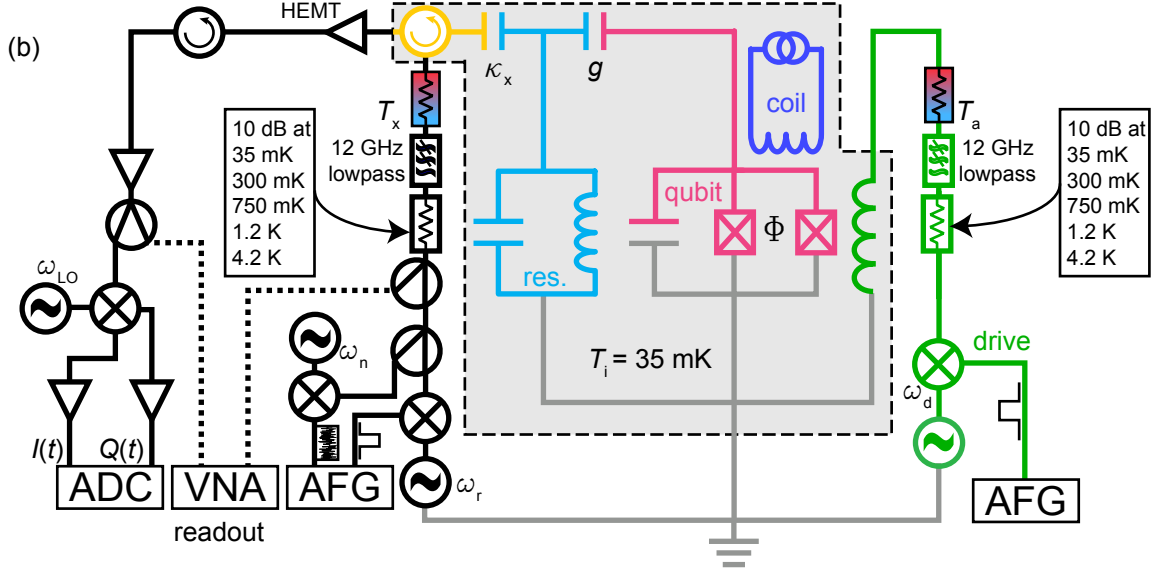 (b)
HEMT
κx
g
coil
Tx
Ta
10 dB at
35 mK
300 mK
750 mK
1.2 K
4.2 K
12 GHz
lowpass
12 GHz
lowpass
10 dB at
35 mK
300 mK
750 mK
1.2 K
4.2 K
qubit
Φ
res.
ωLO
ωn
Ti = 35 mK
drive
ωd
I(t)
Q(t)
ωr
ADC
VNA
AFG
AFG
readout